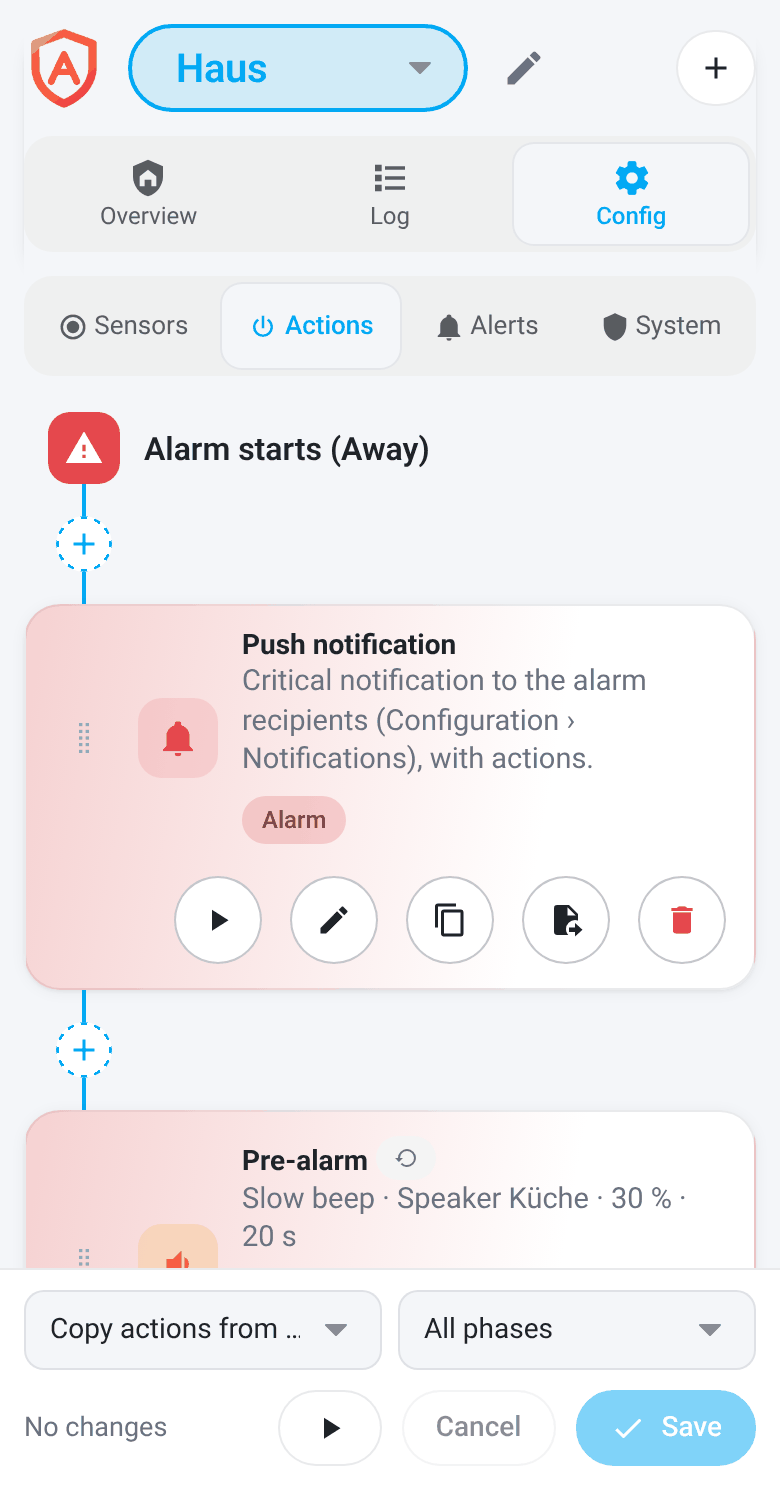 Haus
Overview
Log
Config
Sensors
Actions
Alerts
System
Alarm starts (Away)
Push notification
Critical notification to the alarm
recipients (Configuration ›
Notifications), with actions.
Alarm
Pre-alarm
Slow beep · Speaker Küche · 30 % ·
20 s
Copy actions from ...
All phases
No changes
Cancel
Save